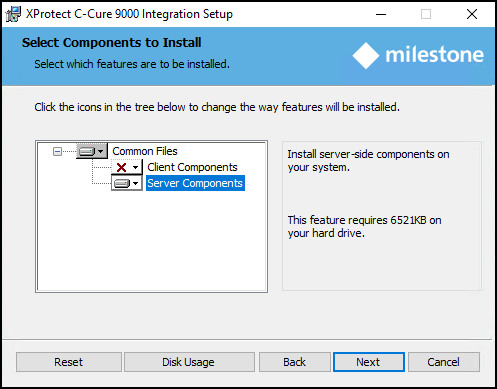 XProtect C-Cure 9000 Integration Setup
Select Components to Install
Select which features are to be installed.
milestone
Click the icons in the tree below to change the way features will be installed.
Common Files
Client Components
Server Components
Install server-side components on
your system.
This feature requires 6521KB on
your hard drive.
Reset
Disk Usage
Back
Next
Cancel